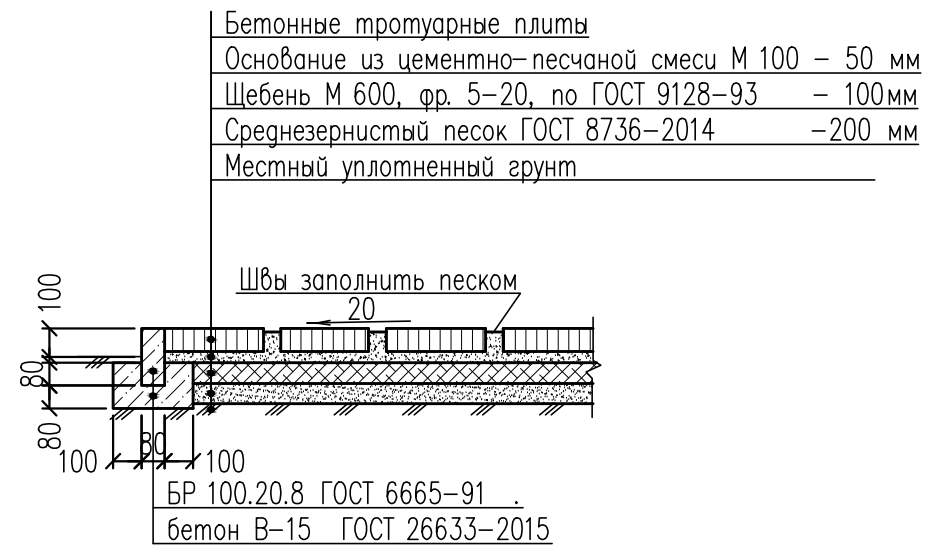 Бетонные тротуарные плиты
Основание из цементно-песчаной смеси М 100 - 50 мм
Щебень М 600, фр. 5-20, по ГОСТ 9128-93 - 100мм
Среднезернистый песок ГОСТ 8736-2014 -200 мм
Местный уплотненный грунт
Швы заполнить песком
20
100
80
80
100 80 100
БР 100.20.8 ГОСТ 6665-91 .
бетон В-15 ГОСТ 26633-2015